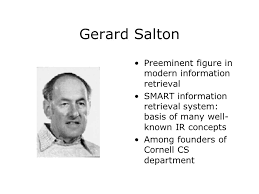 Gerard Salton
• Preeminent figure in
modern information
retrieval
• SMART information
retrieval system:
basis of many well-
known IR concepts
• Among founders of
Cornell CS
department